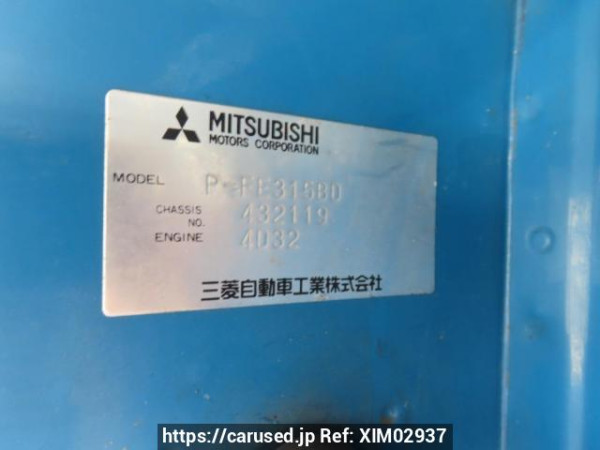 MITSUBISHI
MOTORS CORPORATION
MODEL P-FE315BD
CHASSIS NO. 432119
ENGINE 4D32
三菱自動車工業株式会社
https://carused.jp Ref: XIM02937